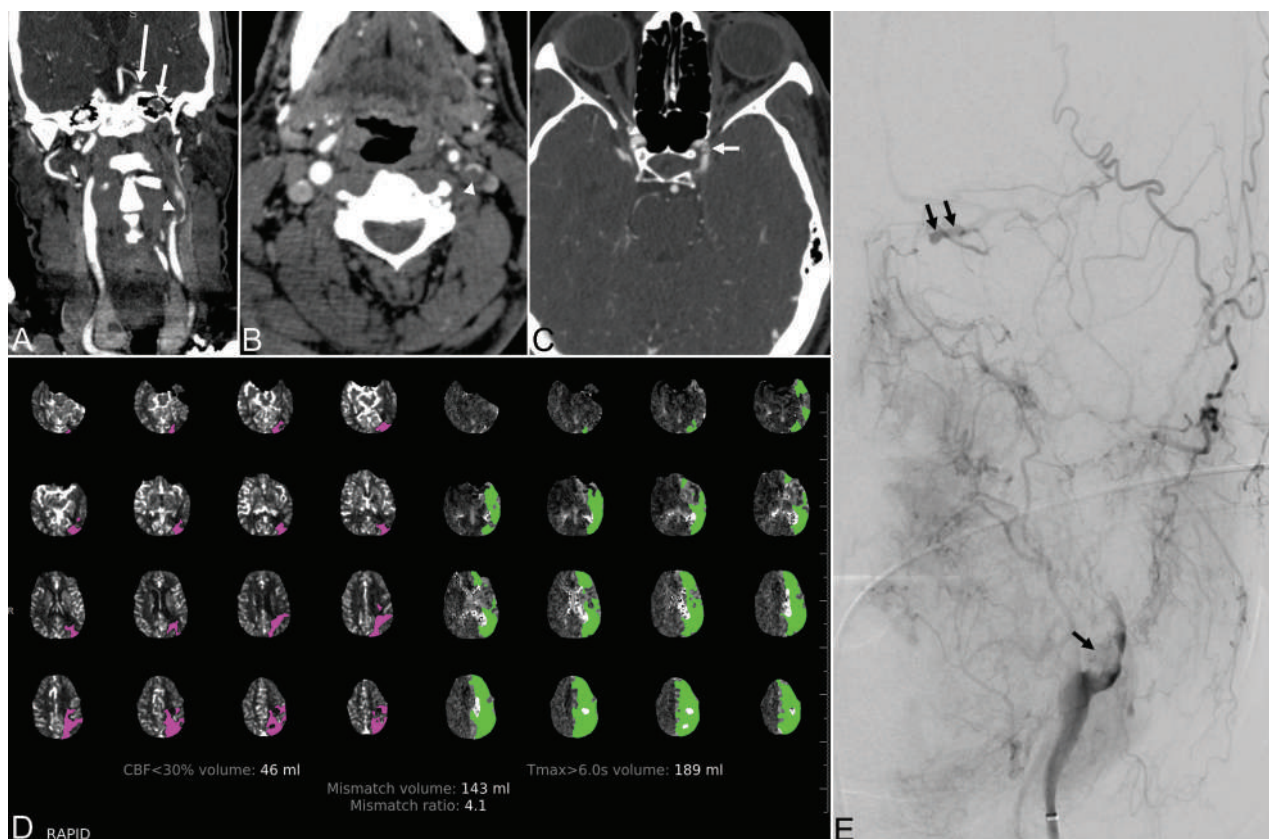 S
A
B
C
R
CBF<30% volume: 46 ml
Tmax>6.0s volume: 189 ml
Mismatch volume: 143 ml
Mismatch ratio: 4.1
D
RAPID
E